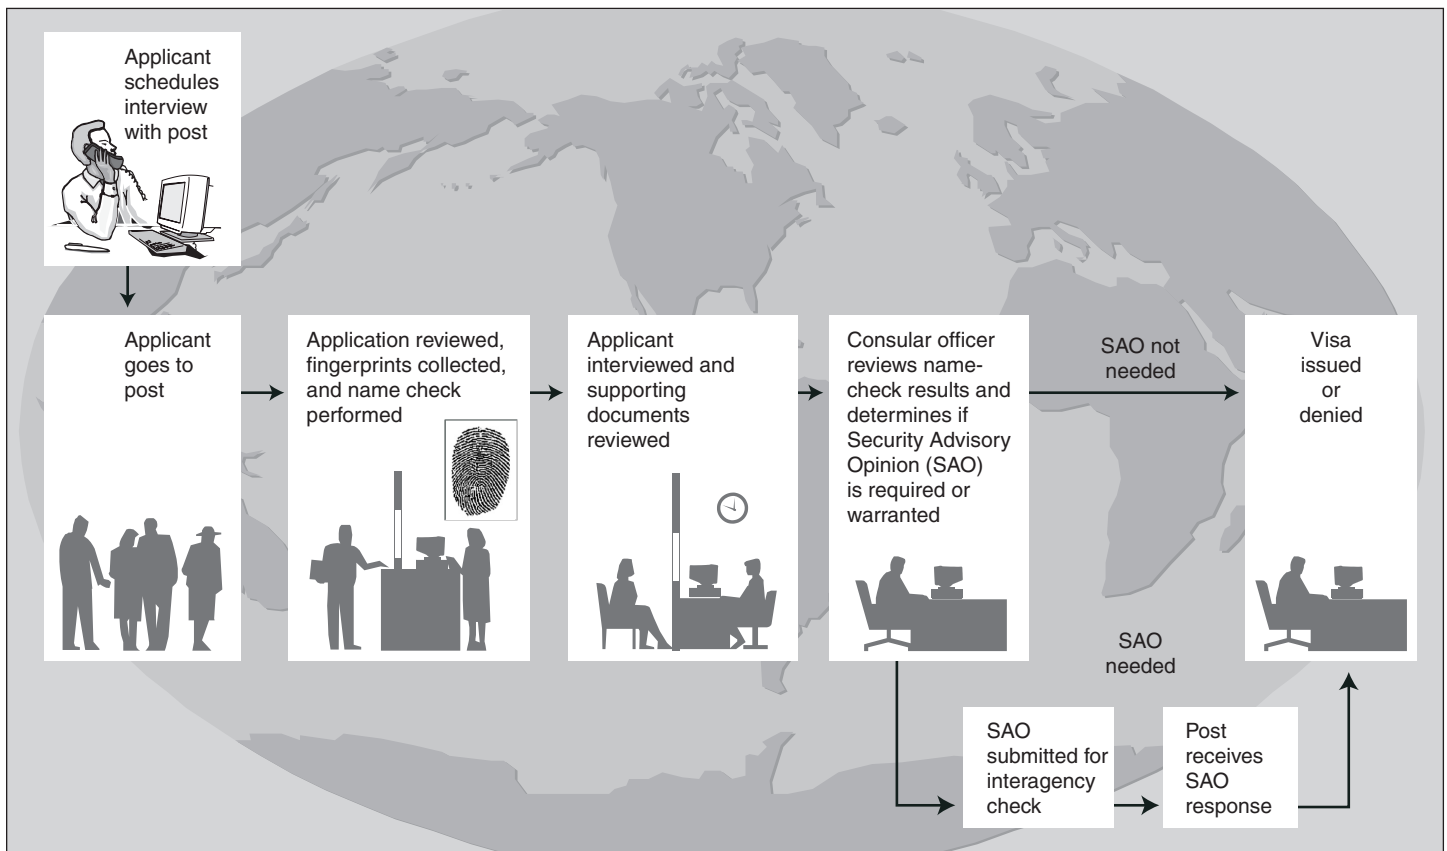 Applicant
schedules
interview
with post
Applicant
goes to
post
Application reviewed,
fingerprints collected,
and name check
performed
Applicant
interviewed and
supporting
documents
reviewed
Consular officer
reviews name-
check results and
determines if
Security Advisory
Opinion (SAO)
is required or
warranted
SAO not
needed
Visa
issued
or
denied
SAO
needed
SAO
submitted for
interagency
check
Post
receives
SAO
response